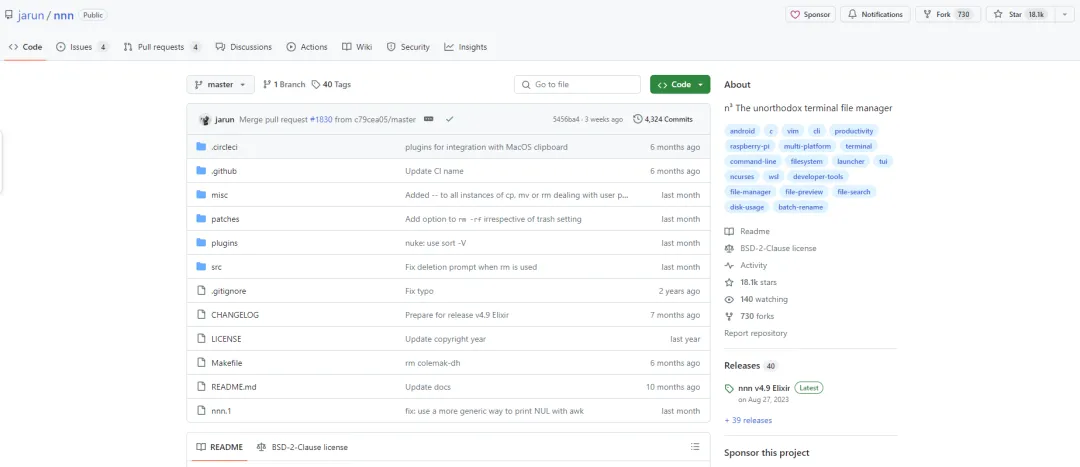 jarun / nnn Public
Sponsor Notifications Fork 730 Star 18.1k
Code Issues 4 Pull requests 4 Discussions Actions Wiki Security Insights
master 1 Branch 40 Tags Go to file Code
jarun Merge pull request #1830 from c79cea05/master 5456ba4 · 3 weeks ago 4,324 Commits
.circleci plugins for integration with MacOS clipboard 6 months ago
.github Update CI name 6 months ago
misc Added -- to all instances of cp, mv or rm dealing with user p... last month
patches Add option to rm -rf irrespective of trash setting last month
plugins nuke: use sort -V last month
src Fix deletion prompt when rm is used last month
.gitignore Fix typo 2 years ago
CHANGELOG Prepare for release v4.9 Elixir 7 months ago
LICENSE Update copyright year last year
Makefile rm colemak-dh 6 months ago
README.md Update docs 10 months ago
nnn.1 fix: use a more generic way to print NUL with awk last month
README BSD-2-Clause license
About
n³ The unorthodox terminal file manager
android c vim cli productivity
raspberry-pi multi-platform terminal
command-line filesystem launcher tui
ncurses wsl developer-tools
file-manager file-preview file-search
disk-usage batch-rename
Readme
BSD-2-Clause license
Activity
18.1k stars
140 watching
730 forks
Report repository
Releases 40
nnn v4.9 Elixir Latest
on Aug 27, 2023
+ 39 releases
Sponsor this project